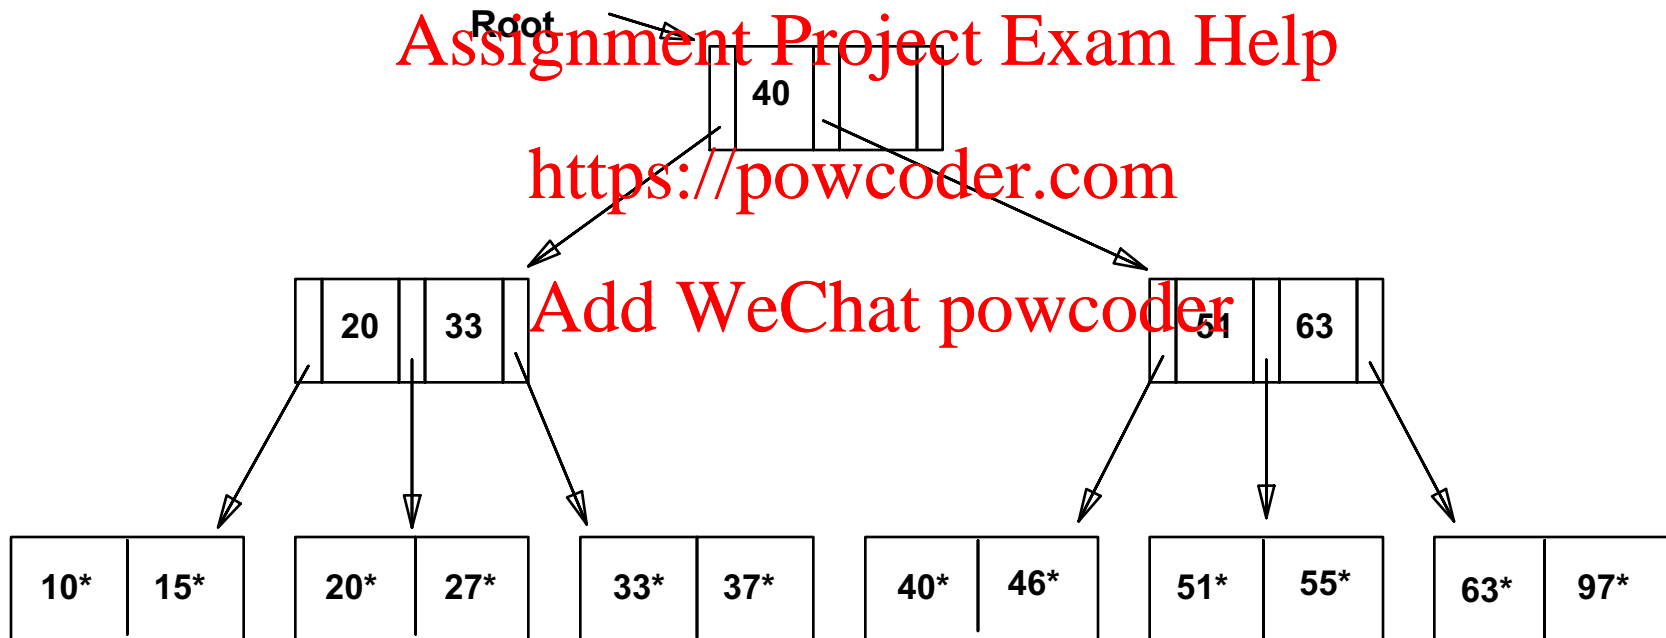 Root
Assignment Project Exam Help
40
https://powcoder.com
Add WeChat powcoder
20 33 51 63
10* 15* 20* 27* 33* 37* 40* 46* 51* 55* 63* 97*